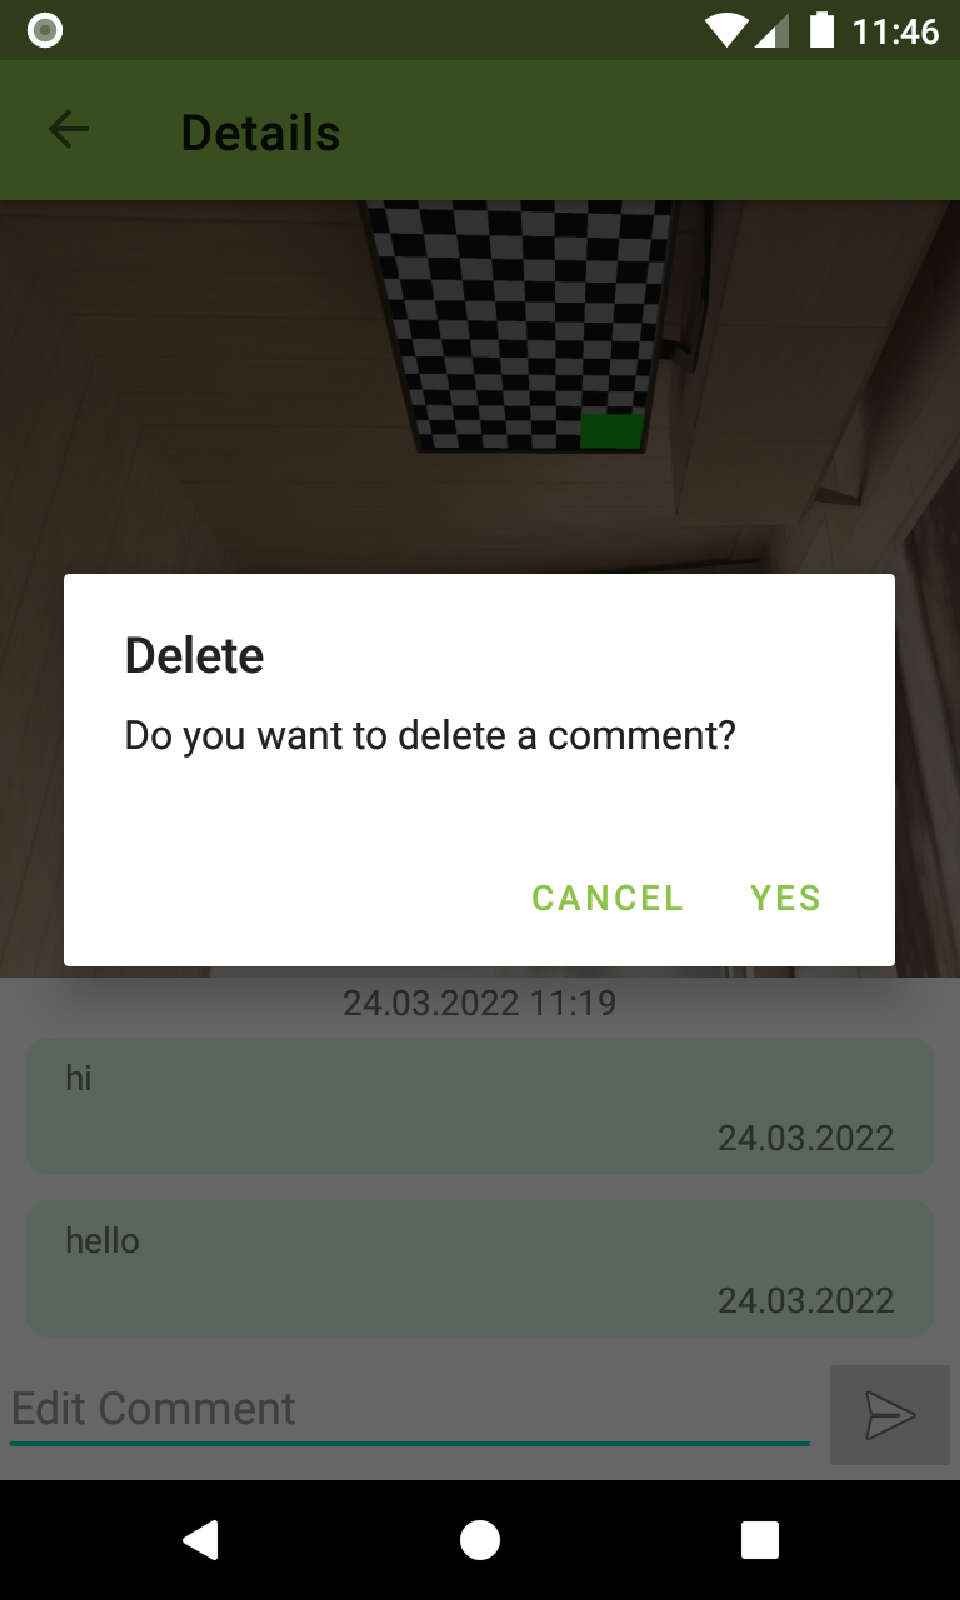 11:46
Details
Delete
Do you want to delete a comment?
CANCEL YES
24.03.2022 11:19
hi
24.03.2022
hello
24.03.2022
Edit Comment